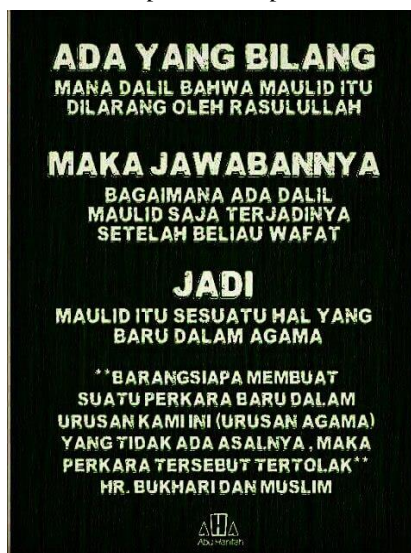 ADA YANG BILANG
MANA DALIL BAHWA MAULID ITU
DILARANG OLEH RASULULLAH
MAKA JAWABANNYA
BAGAIMANA ADA DALIL
MAULID SAJA TERJADINYA
SETELAH BELIAU WAFAT
JADI
MAULID ITU SESUATU HAL YANG
BARU DALAM AGAMA
**BARANGSIAPA MEMBUAT
SUATU PERKARA BARU DALAM
URUSAN KAMI INI (URUSAN AGAMA)
YANG TIDAK ADA ASALNYA , MAKA
PERKARA TERSEBUT TERTOLAK**
HR. BUKHARI DAN MUSLIM
AHA
Abu Hanifah